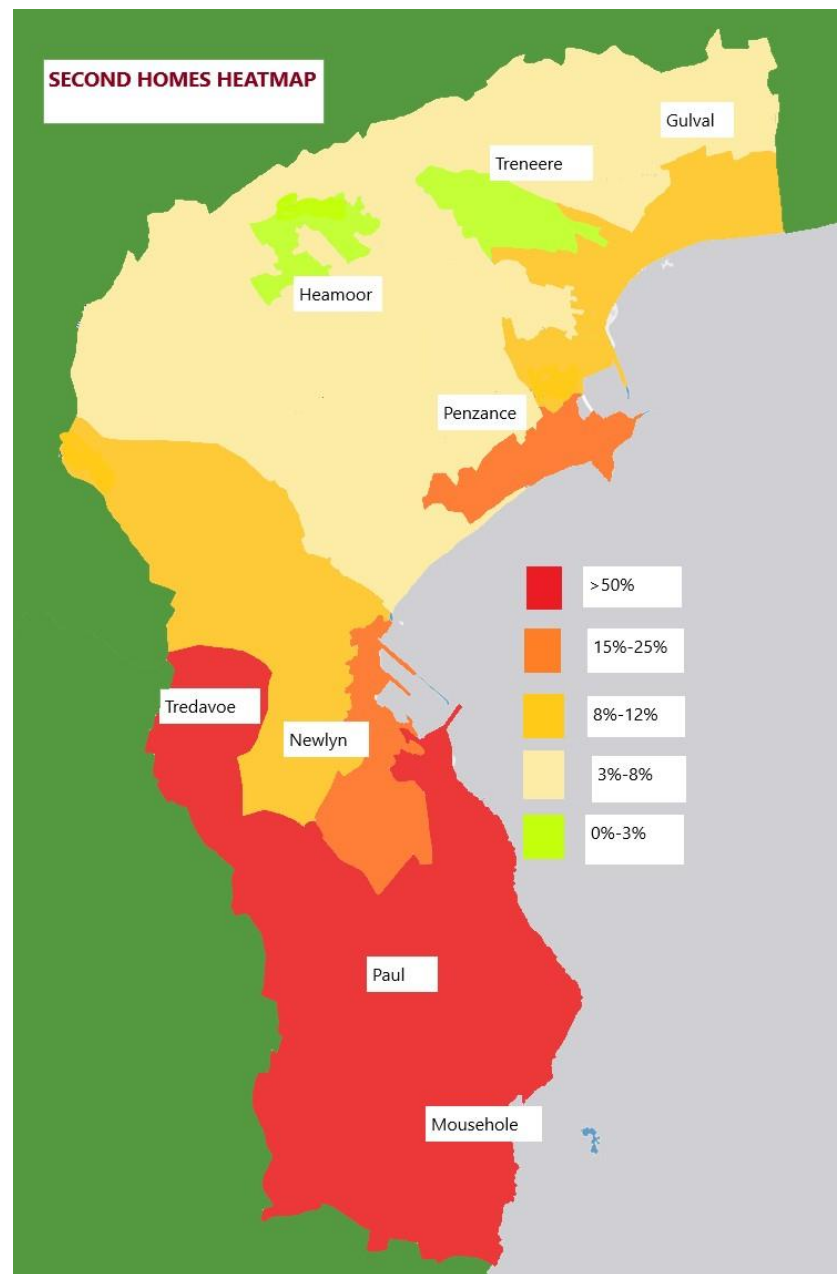 SECOND HOMES HEATMAP
Gulval
Treneere
Heamoor
Penzance
>50%
15%-25%
Tredavoe
8%-12%
Newlyn
3%-8%
0%-3%
Paul
Mousehole